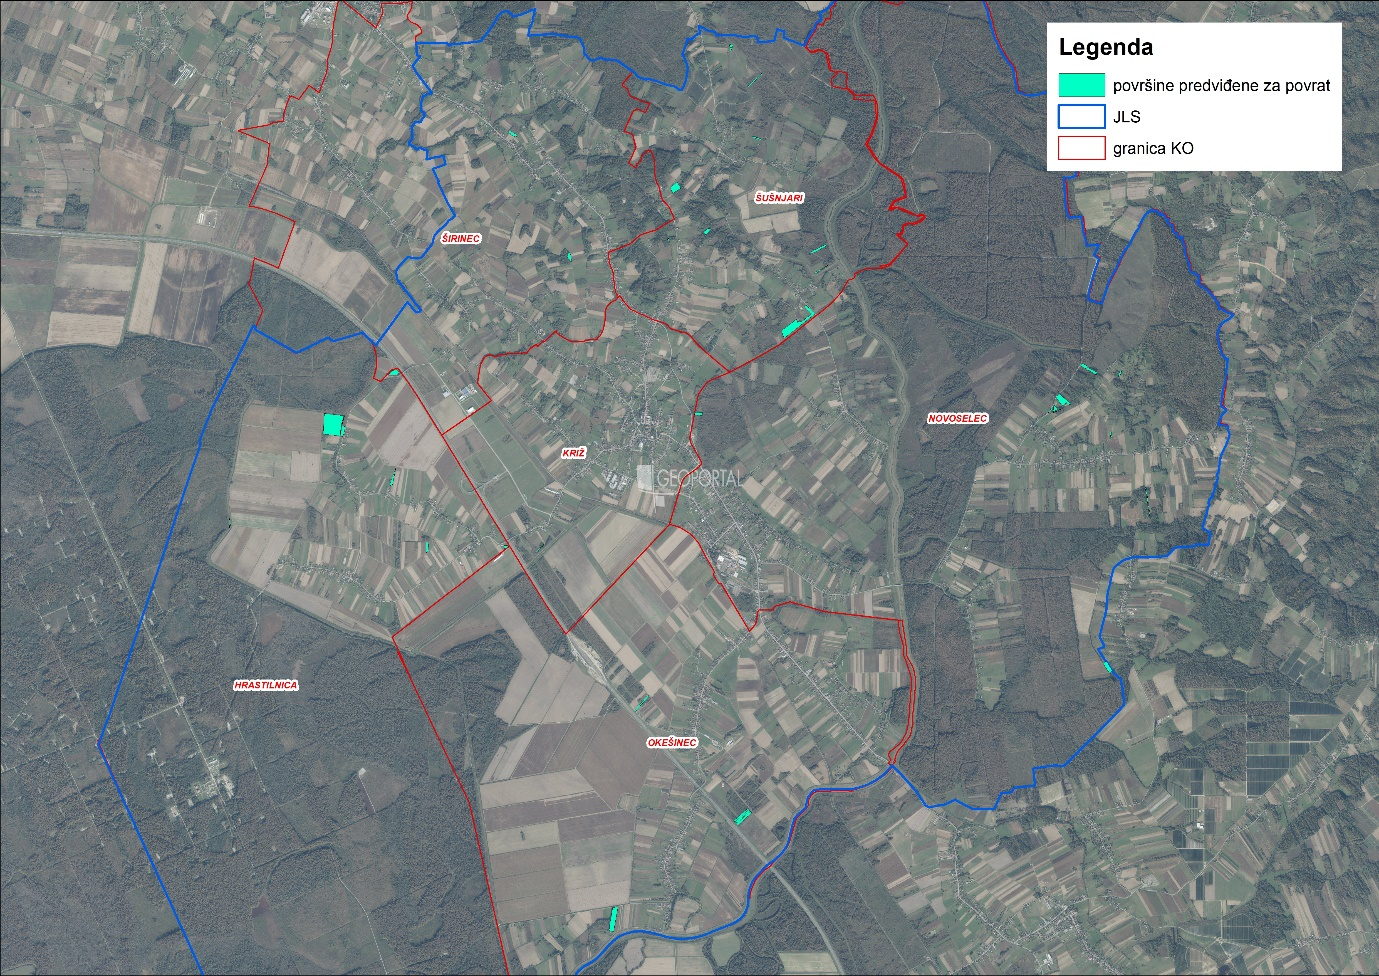 Legenda
površine predviđene za povrat
JLS
granica KO
ŠUŠNJARI
ŠIRINEC
NOVOSELEC
KRIŽ
GEOPORTAL
HRASTILNICA
OKEŠINEC